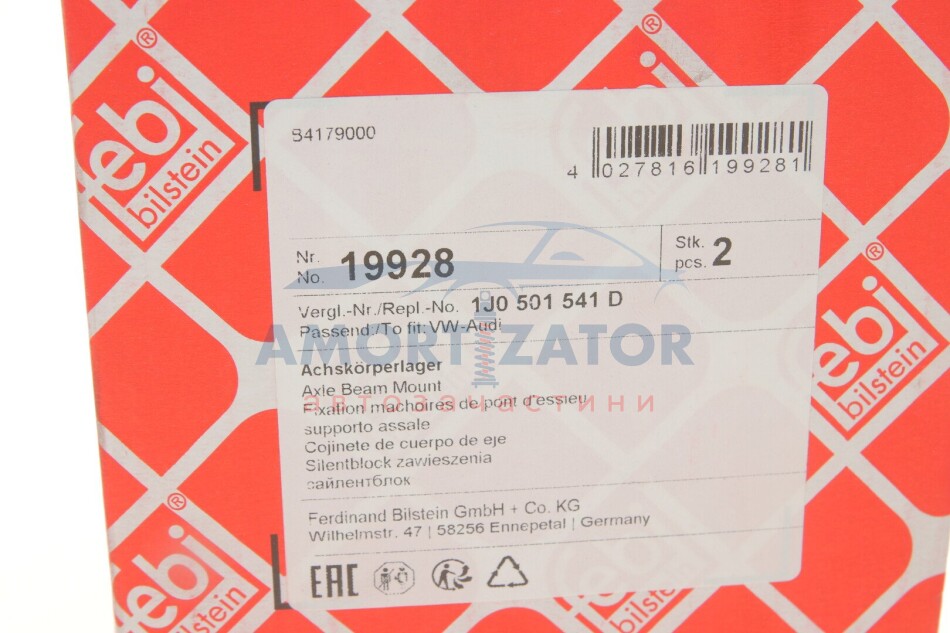 febi®
bilstein
S4179000
4 027816 199281
Nr.
No. 19928
Stk.
pcs. 2
Vergl.-Nr./Repl.-No. 1J0 501 541 D
Passend:/To fit: VW-Audi
AMORTIZATOR
автозапчастини
Achskörperlager
Axle Beam Mount
Fixation machoires de pont d'essieu
supporto assale
Cojinete de cuerpo de eje
Silentblock zawieszenia
сайлентблок
Ferdinand Bilstein GmbH + Co. KG
Wilhelmstr. 47 | 58256 Ennepetal | Germany
EAC
febi®
bilstein
febi®
bilstein
bilstein